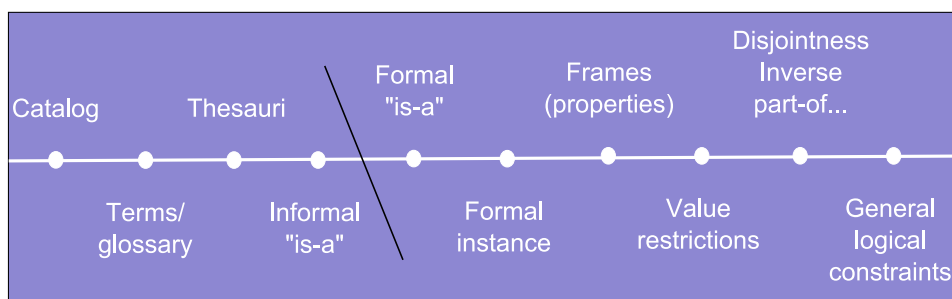 Catalog
Terms/
glossary
Thesauri
Informal
"is-a"
Formal
"is-a"
Formal
instance
Frames
(properties)
Value
restrictions
Disjointness
Inverse
part-of...
General
logical
constraints